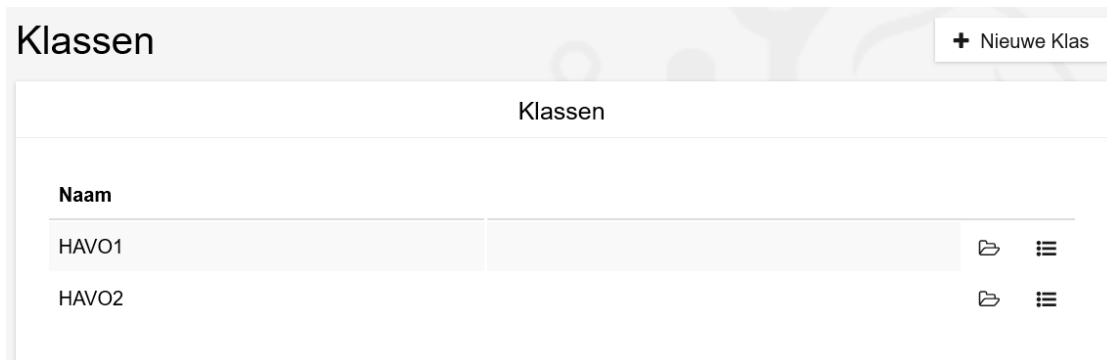 Klassen
+ Nieuwe Klas
Klassen
Naam
HAVO1
HAVO2